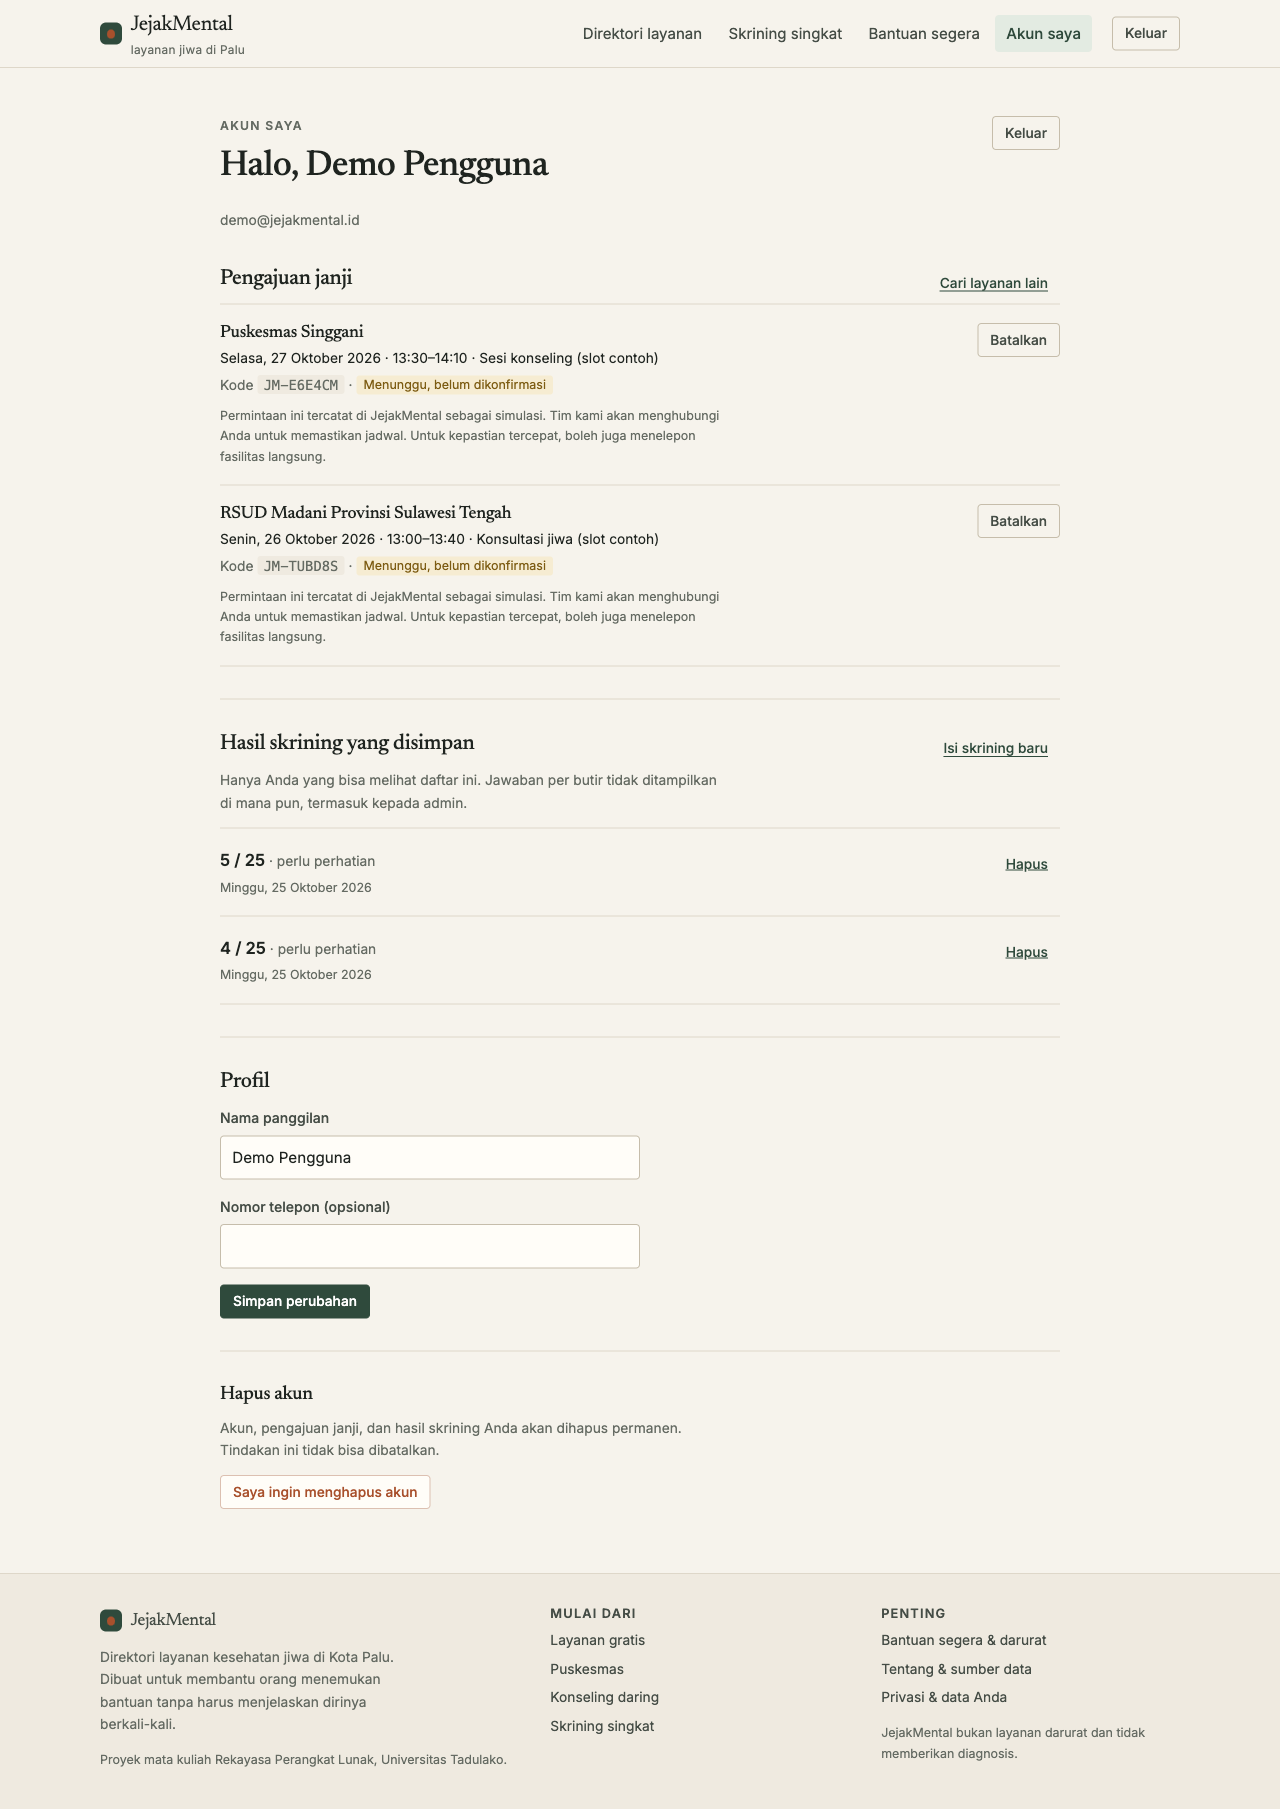 JejakMental
layanan jiwa di Palu
Direktori layanan
Skrining singkat
Bantuan segera
Akun saya
Keluar
AKUN SAYA
Keluar
Halo, Demo Pengguna
demo@jejakmental.id
Pengajuan janji
Cari layanan lain
Puskesmas Singgani
Batalkan
Selasa, 27 Oktober 2026 · 13:30–14:10 · Sesi konseling (slot contoh)
Kode JM-E6E4CM · Menunggu, belum dikonfirmasi
Permintaan ini tercatat di JejakMental sebagai simulasi. Tim kami akan menghubungi
Anda untuk memastikan jadwal. Untuk kepastian tercepat, boleh juga menelepon
fasilitas langsung.
RSUD Madani Provinsi Sulawesi Tengah
Batalkan
Senin, 26 Oktober 2026 · 13:00–13:40 · Konsultasi jiwa (slot contoh)
Kode JM-TUBD8S · Menunggu, belum dikonfirmasi
Permintaan ini tercatat di JejakMental sebagai simulasi. Tim kami akan menghubungi
Anda untuk memastikan jadwal. Untuk kepastian tercepat, boleh juga menelepon
fasilitas langsung.
Hasil skrining yang disimpan
Isi skrining baru
Hanya Anda yang bisa melihat daftar ini. Jawaban per butir tidak ditampilkan
di mana pun, termasuk kepada admin.
5 / 25 · perlu perhatian
Hapus
Minggu, 25 Oktober 2026
4 / 25 · perlu perhatian
Hapus
Minggu, 25 Oktober 2026
Profil
Nama panggilan
Demo Pengguna
Nomor telepon (opsional)
Simpan perubahan
Hapus akun
Akun, pengajuan janji, dan hasil skrining Anda akan dihapus permanen.
Tindakan ini tidak bisa dibatalkan.
Saya ingin menghapus akun
JejakMental
Direktori layanan kesehatan jiwa di Kota Palu.
Dibuat untuk membantu orang menemukan
bantuan tanpa harus menjelaskan dirinya
berkali-kali.
Proyek mata kuliah Rekayasa Perangkat Lunak, Universitas Tadulako.
MULAI DARI
Layanan gratis
Puskesmas
Konseling daring
Skrining singkat
PENTING
Bantuan segera & darurat
Tentang & sumber data
Privasi & data Anda
JejakMental bukan layanan darurat dan tidak
memberikan diagnosis.